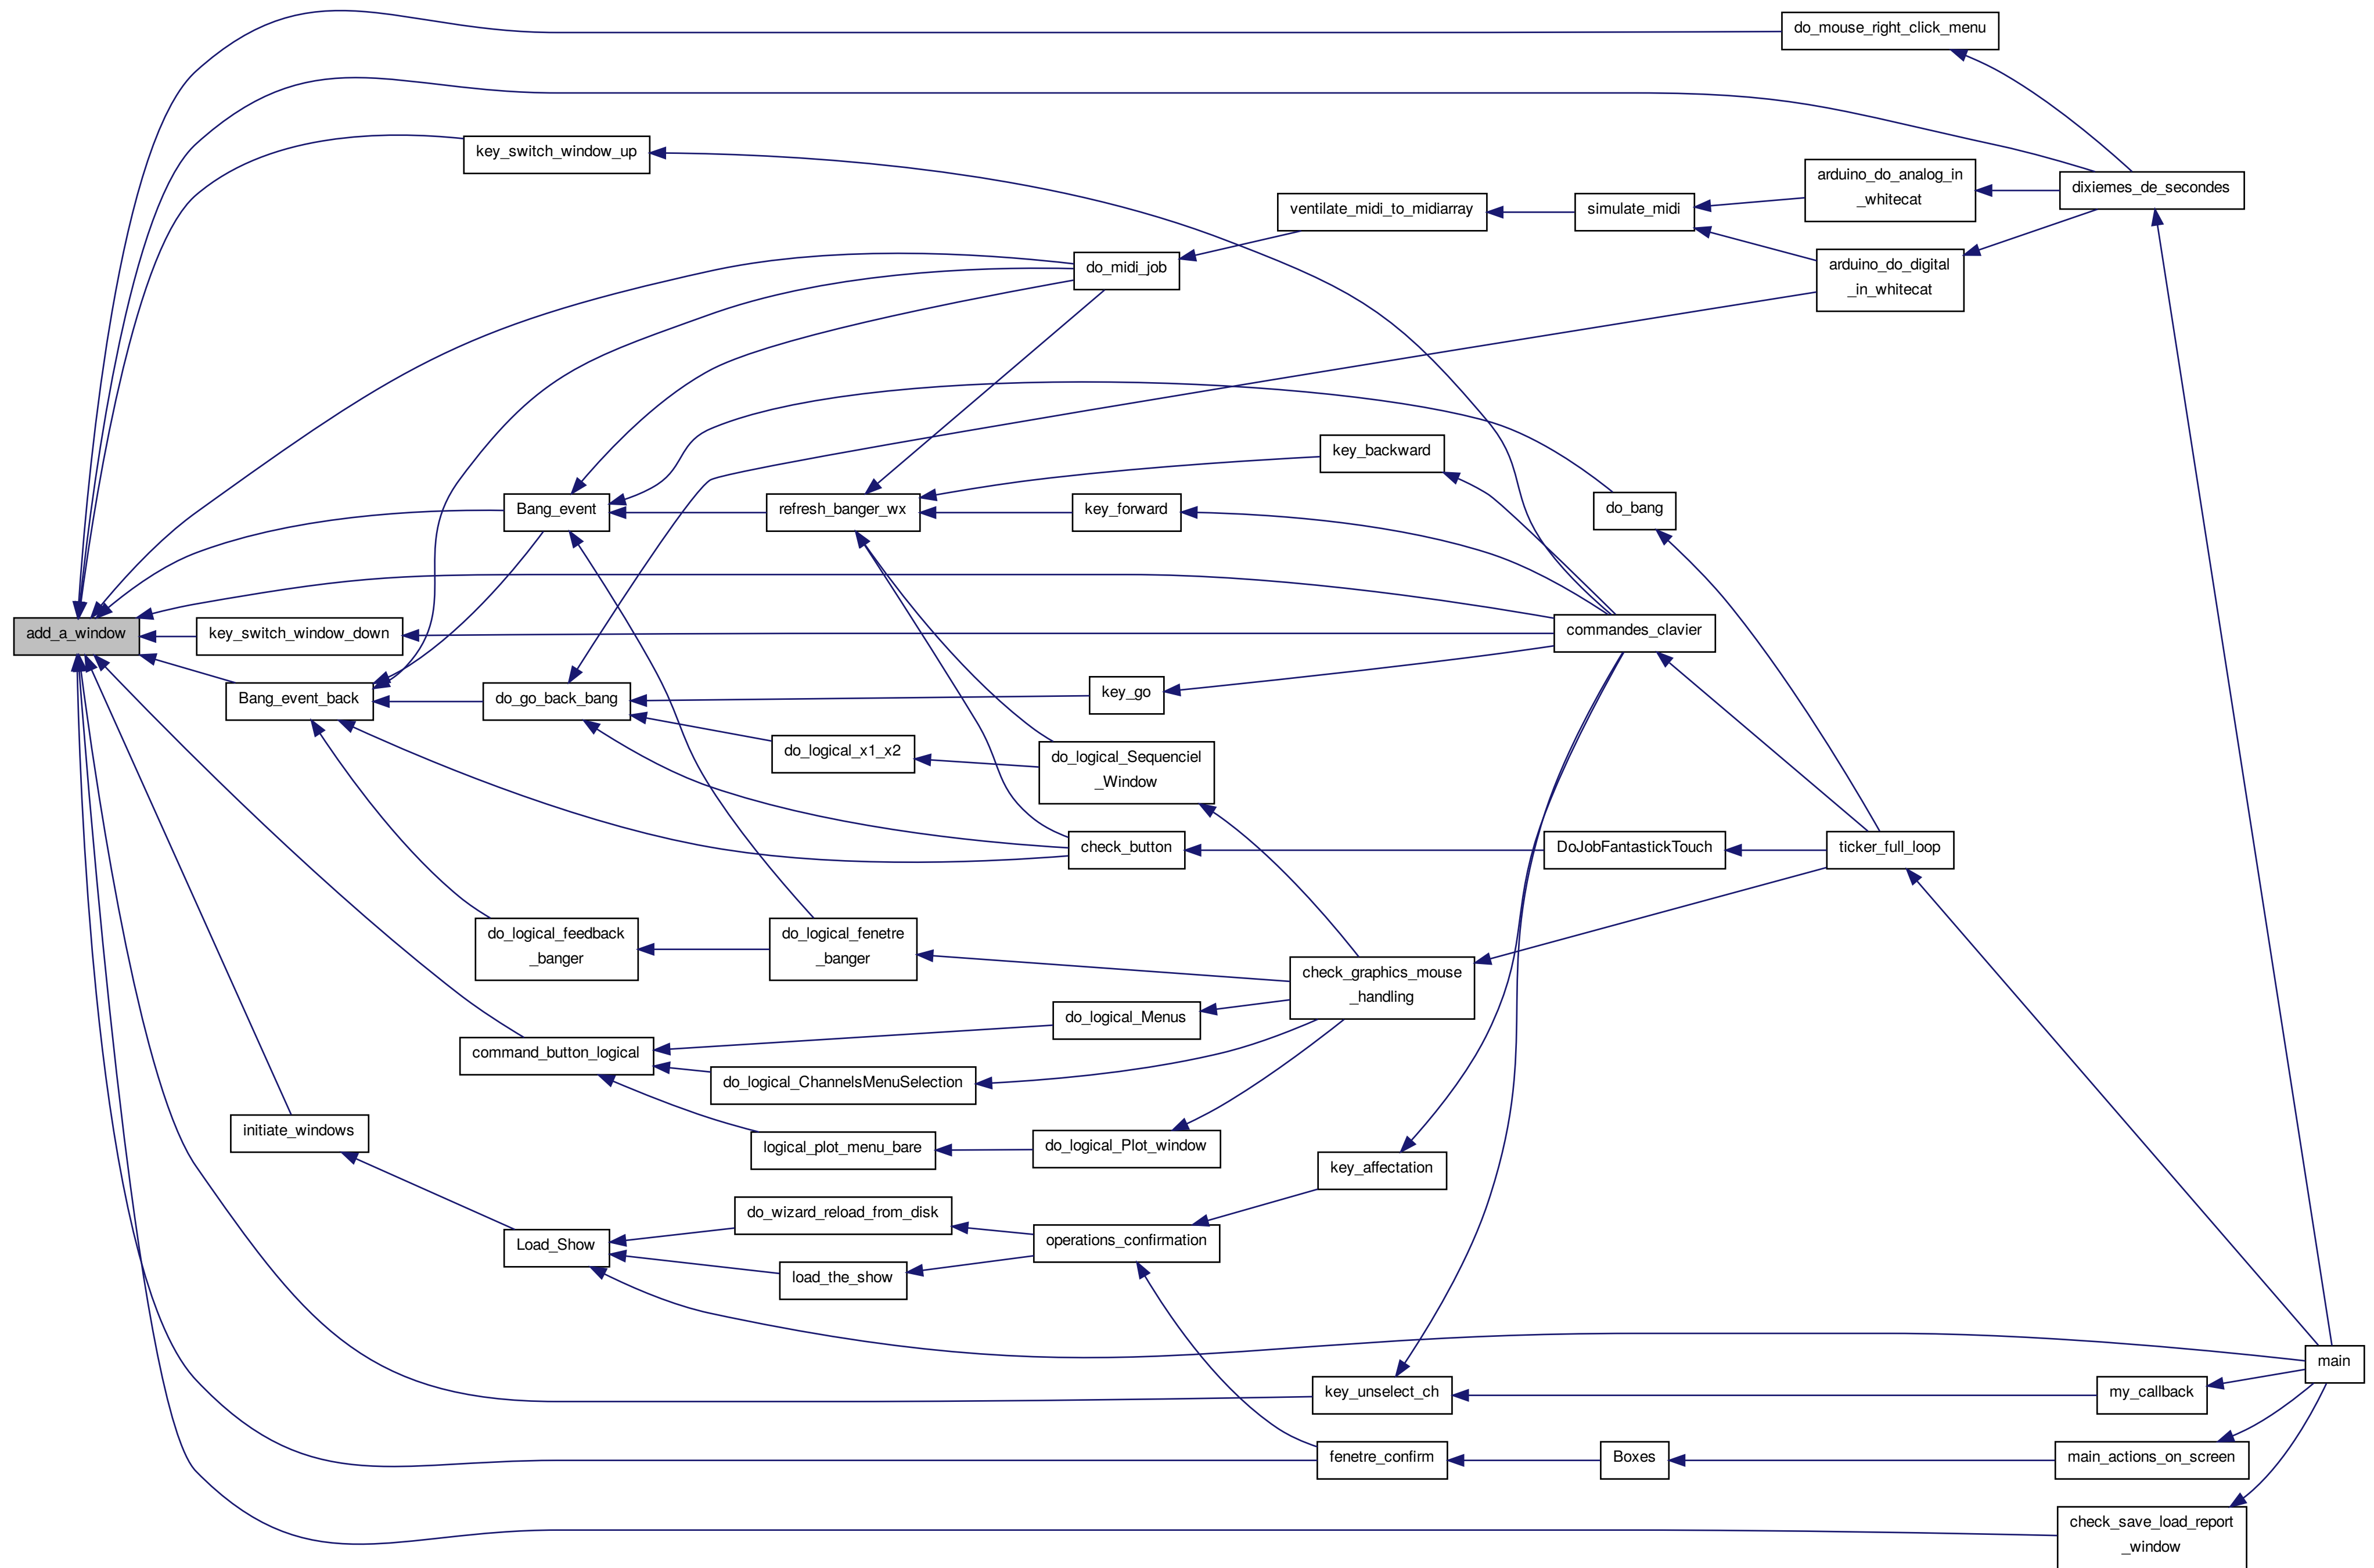 do_mouse_right_click_menu
key_switch_window_up
arduino_do_analog_in
_whitecat
dixiemes_de_secondes
ventilate_midi_to_midiarray
simulate_midi
do_midi_job
arduino_do_digital
_in_whitecat
key_backward
Bang_event
refresh_banger_wx
key_forward
do_bang
add_a_window
key_switch_window_down
commandes_clavier
Bang_event_back
do_go_back_bang
key_go
do_logical_x1_x2
do_logical_Sequenciel
_Window
check_button
DoJobFantastickTouch
ticker_full_loop
do_logical_feedback
_banger
do_logical_fenetre
_banger
check_graphics_mouse
_handling
do_logical_Menus
command_button_logical
do_logical_ChannelsMenuSelection
initiate_windows
logical_plot_menu_bare
do_logical_Plot_window
key_affectation
do_wizard_reload_from_disk
Load_Show
operations_confirmation
load_the_show
main
key_unselect_ch
my_callback
fenetre_confirm
Boxes
main_actions_on_screen
check_save_load_report
_window